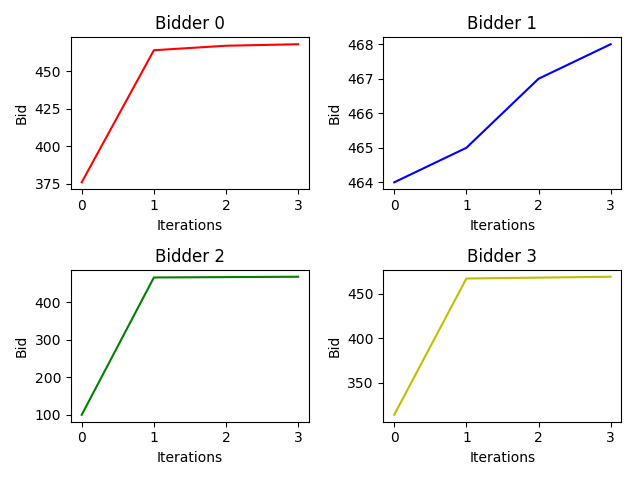 Bidder 0
Bid
450
425
400
375
0 1 2 3
Iterations
Bidder 1
Bid
468
467
466
465
464
0 1 2 3
Iterations
Bidder 2
Bid
400
300
200
100
0 1 2 3
Iterations
Bidder 3
Bid
450
400
350
0 1 2 3
Iterations